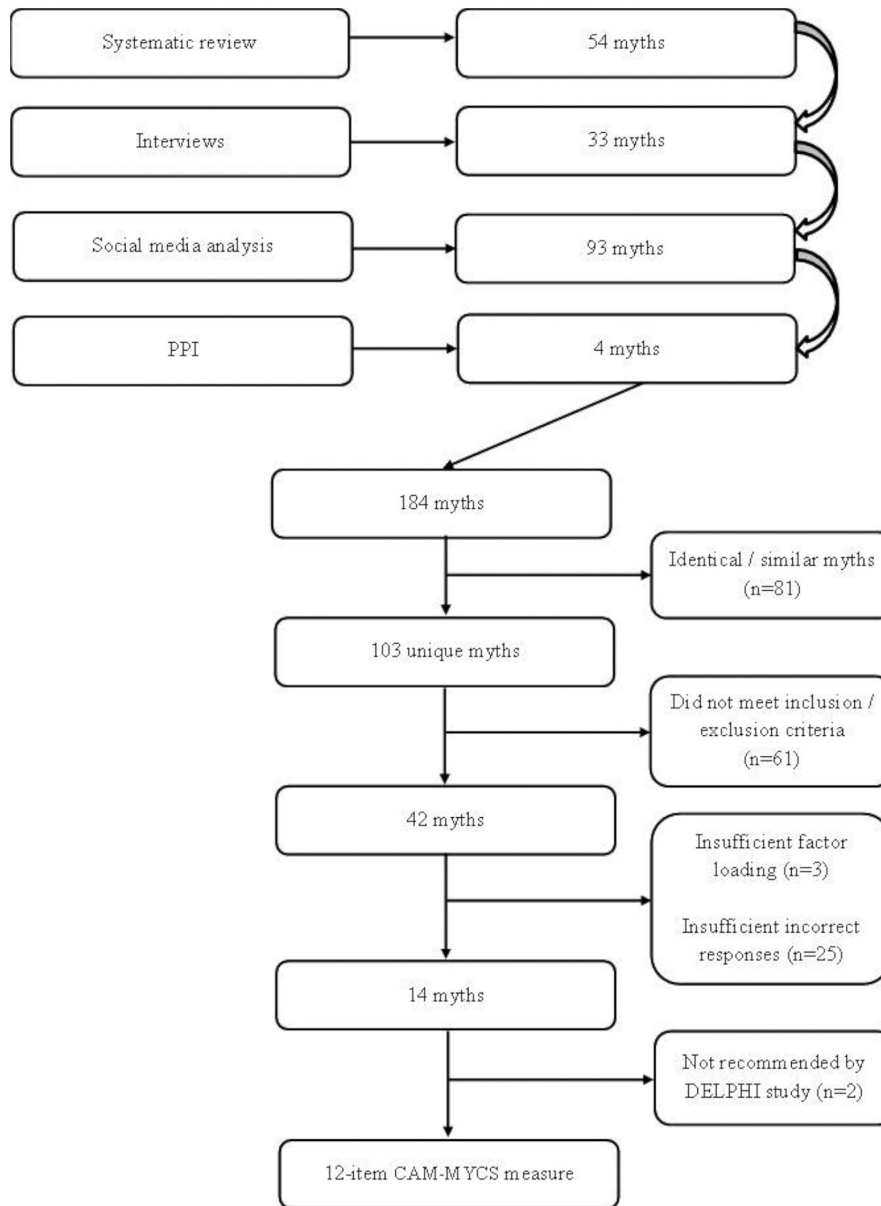 Systematic review
54 myths
Interviews
33 myths
Social media analysis
93 myths
PPI
4 myths
184 myths
Identical / similar myths
(n=81)
103 unique myths
Did not meet inclusion /
exclusion criteria
(n=61)
42 myths
Insufficient factor
loading (n=3)
Insufficient incorrect
responses (n=25)
14 myths
Not recommended by
DELPHI study (n=2)
12-item CAM-MYCS measure